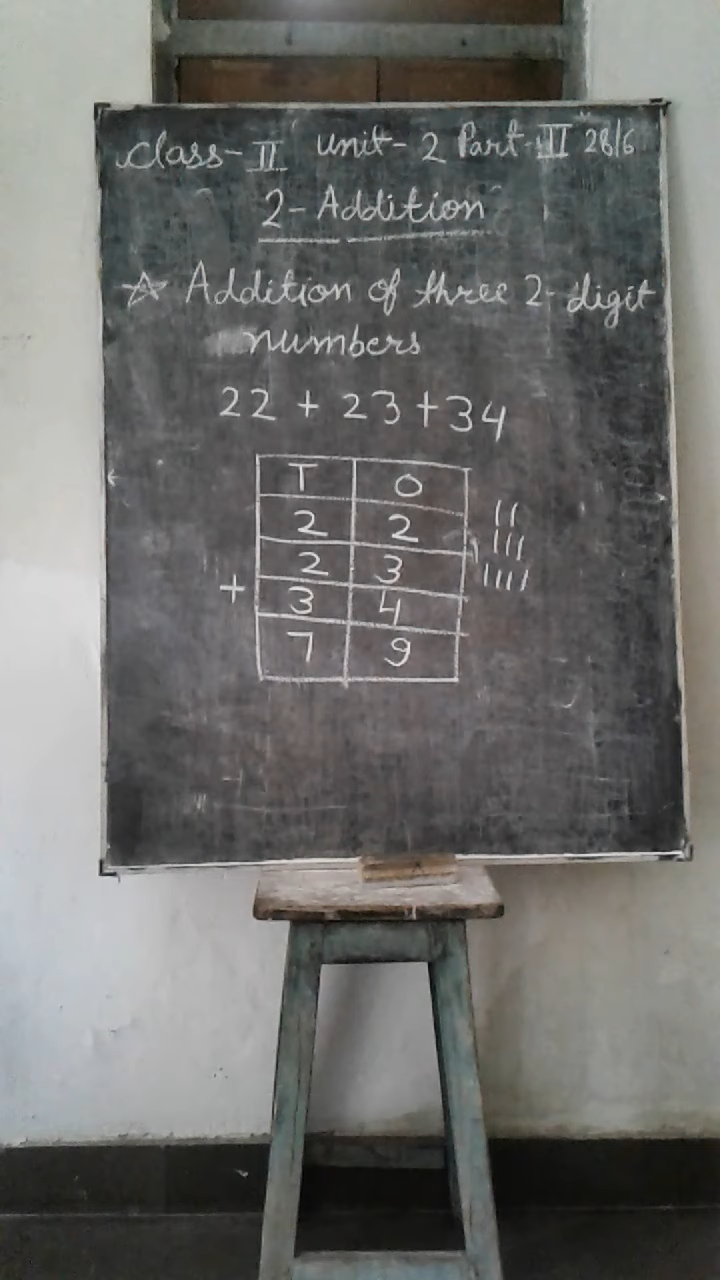 Class-II unit-2 Part-III 28/6
2-Addition
☆ Addition of three 2-digit
numbers
22 + 23 + 34
T O
2 2 ||
2 3 |||
+ 3 4 ||||
7 9